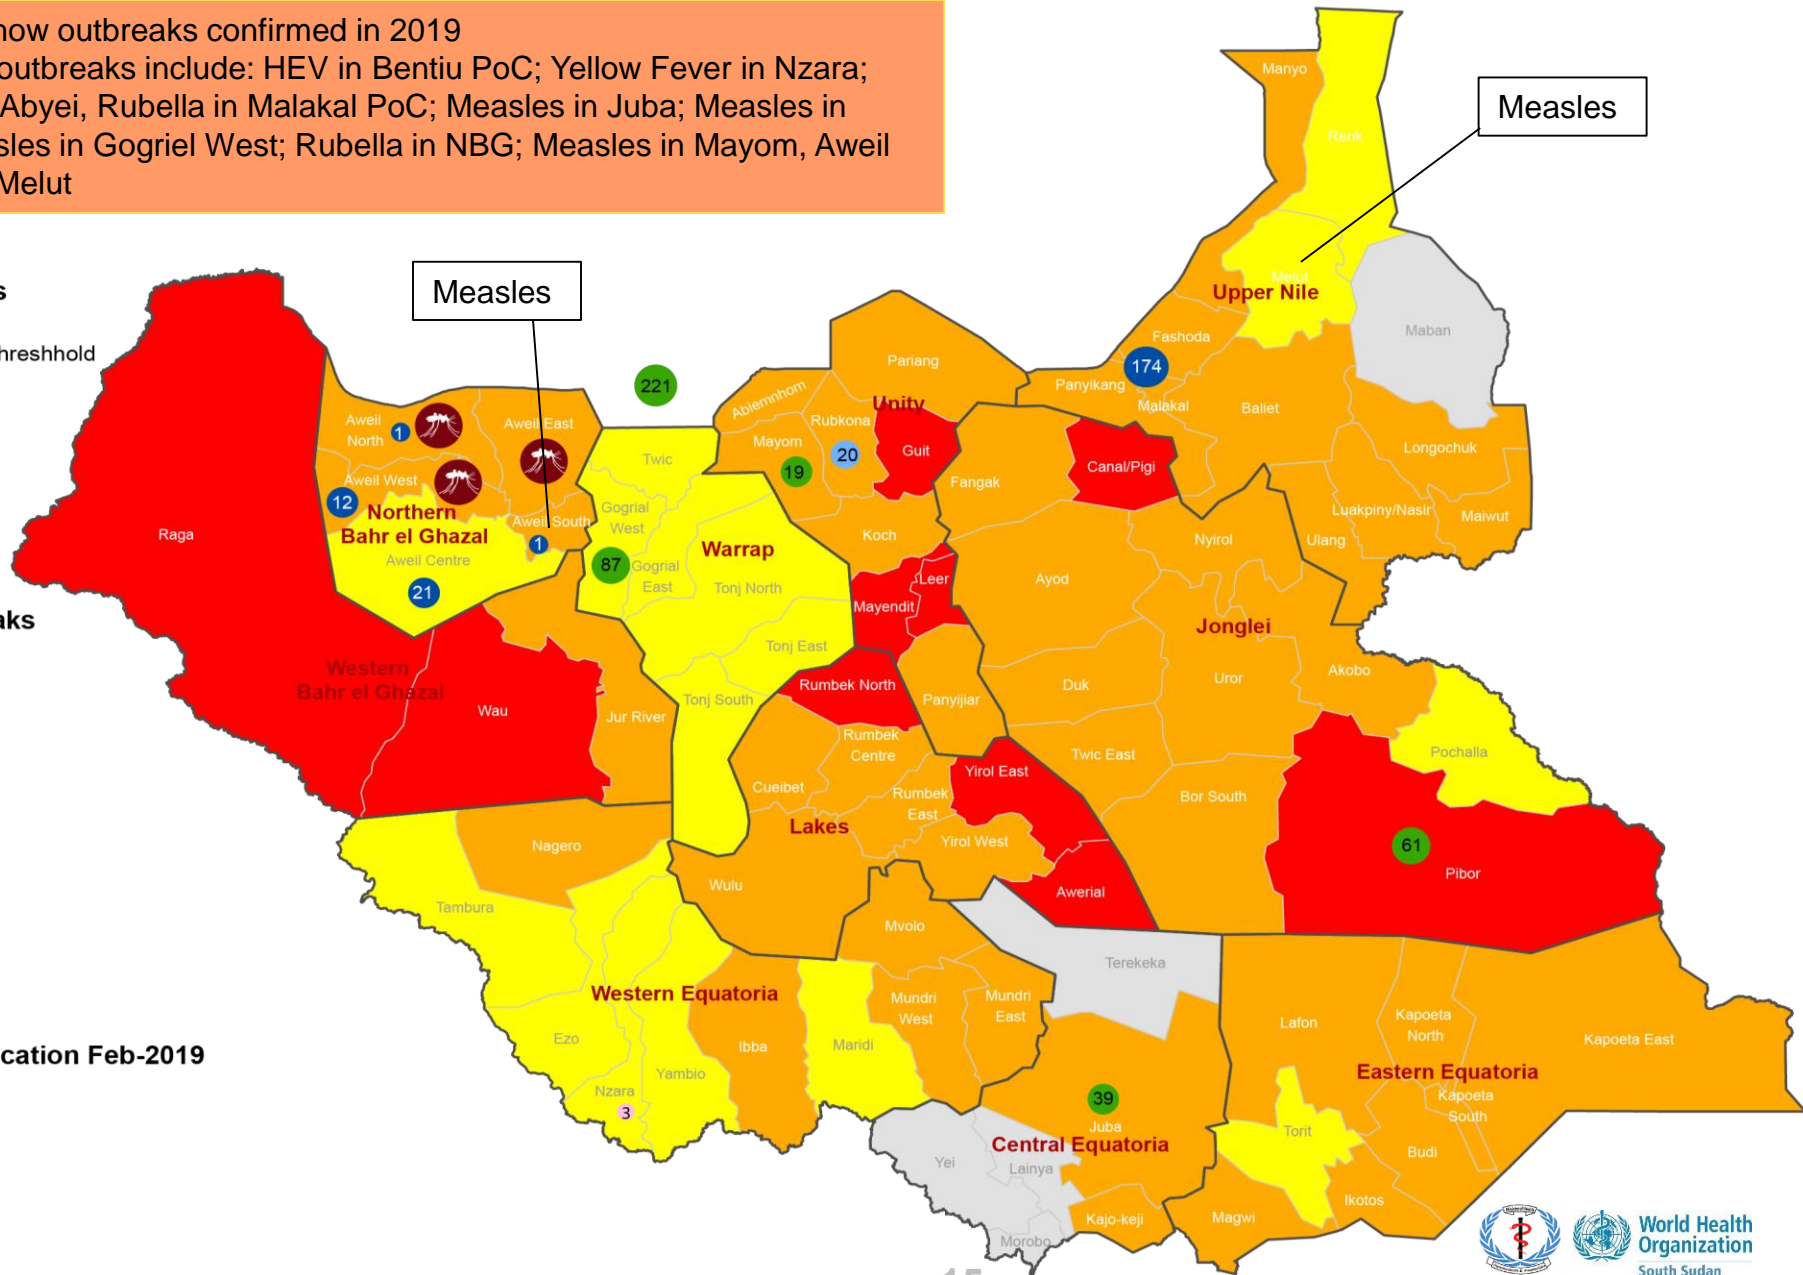 now outbreaks confirmed in 2019
outbreaks include: HEV in Bentiu PoC; Yellow Fever in Nzara;
Abyei, Rubella in Malakal PoC; Measles in Juba; Measles in
sles in Gogriel West; Rubella in NBG; Measles in Mayom, Aweil
Melut
Manyo
Measles
Renk
Melut
Upper Nile
s
Measles
hreshhold
Maban
Fashoda
174
Pariang
221
Panyikang
Malakal
Baliet
Abiemnhom
Unity
Rubkona
Aweil
North
1
Aweil East
Mayom
19
20
Guit
Longochuk
Twic
Canal/Pigi
Aweil West
12
Fangak
Northern
Bahr el Ghazal
Aweil South
1
Gogrial
West
Luakpiny/Nasir
Maiwut
Raga
Koch
Nyirol
Ulang
Warrap
Aweil Centre
21
87
Gogrial
East
Tonj North
Leer
Mayendit
Ayod
aks
Jonglei
Tonj East
Western
Bahr el Ghazal
Akobo
Tonj South
Rumbek North
Panyijiar
Duk
Uror
Wau
Jur River
Rumbek
Centre
Twic East
Pochalla
Yirol East
Cueibet
Rumbek
East
Bor South
Lakes
Yirol West
Nagero
61
Pibor
Wulu
Awerial
Tambura
Mvolo
Terekeka
Western Equatoria
Mundri
West
Mundri
East
Lafon
Kapoeta
North
Kapoeta East
Ezo
Ibba
Maridi
cation Feb-2019
Yambio
Eastern Equatoria
Nzara
3
39
Juba
Kapoeta
South
Torit
Central Equatoria
Budi
Yei
Lainya
Ikotos
Kajo-keji
Magwi
Morobo
World Health
Organization
South Sudan
15